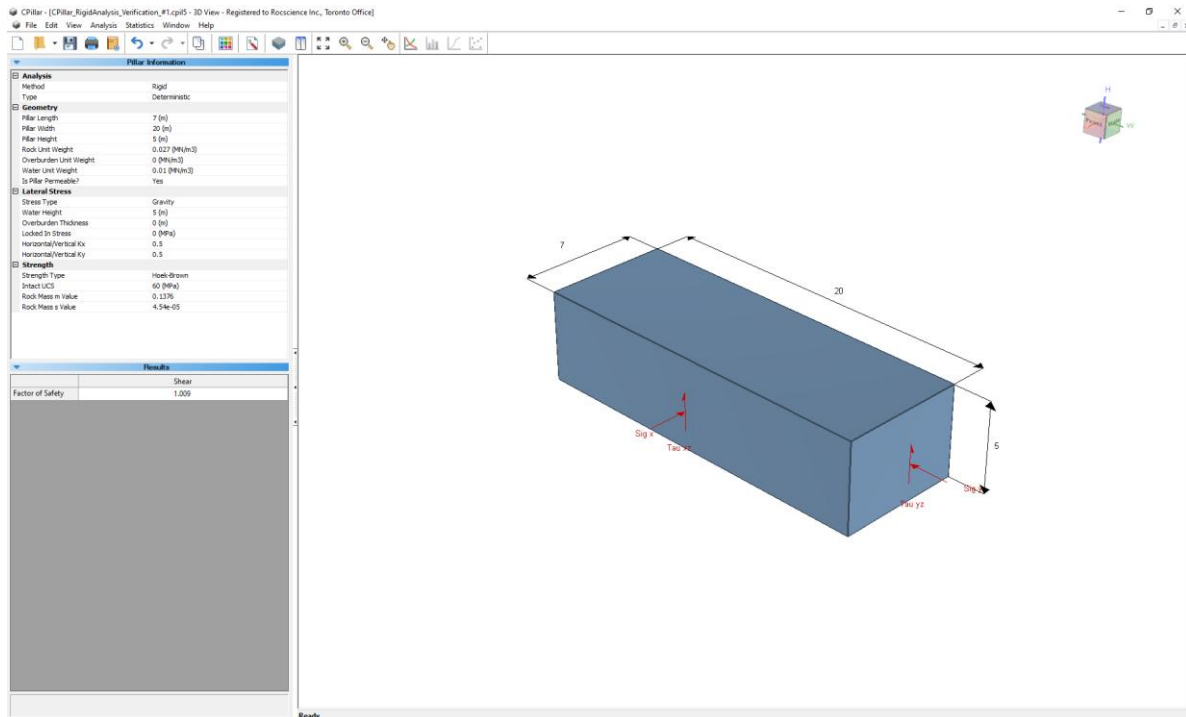 CPillar - [CPillar_RigidAnalysis_Verification_#1.cpil5 - 3D View - Registered to Rocscience Inc., Toronto Office]
File Edit View Analysis Statistics Window Help
Pillar Information
Analysis
Method Rigid
Type Deterministic
Geometry
Pillar Length 7 (m)
Pillar Width 20 (m)
Pillar Height 5 (m)
Rock Unit Weight 0.027 (MN/m3)
Overburden Unit Weight 0 (MN/m3)
Water Unit Weight 0.01 (MN/m3)
Is Pillar Permeable? Yes
Lateral Stress
Stress Type Gravity
Water Height 5 (m)
Overburden Thickness 0 (m)
Locked In Stress 0 (MPa)
Horizontal/Vertical Kx 0.5
Horizontal/Vertical Ky 0.5
Strength
Strength Type Hoek-Brown
Intact UCS 60 (MPa)
Rock Mass m Value 0.1376
Rock Mass s Value 4.54e-05
Results
Shear
Factor of Safety 1.009
H
W
7
20
5
Sig x
Tau xz
Sig
Tau yz
Ready